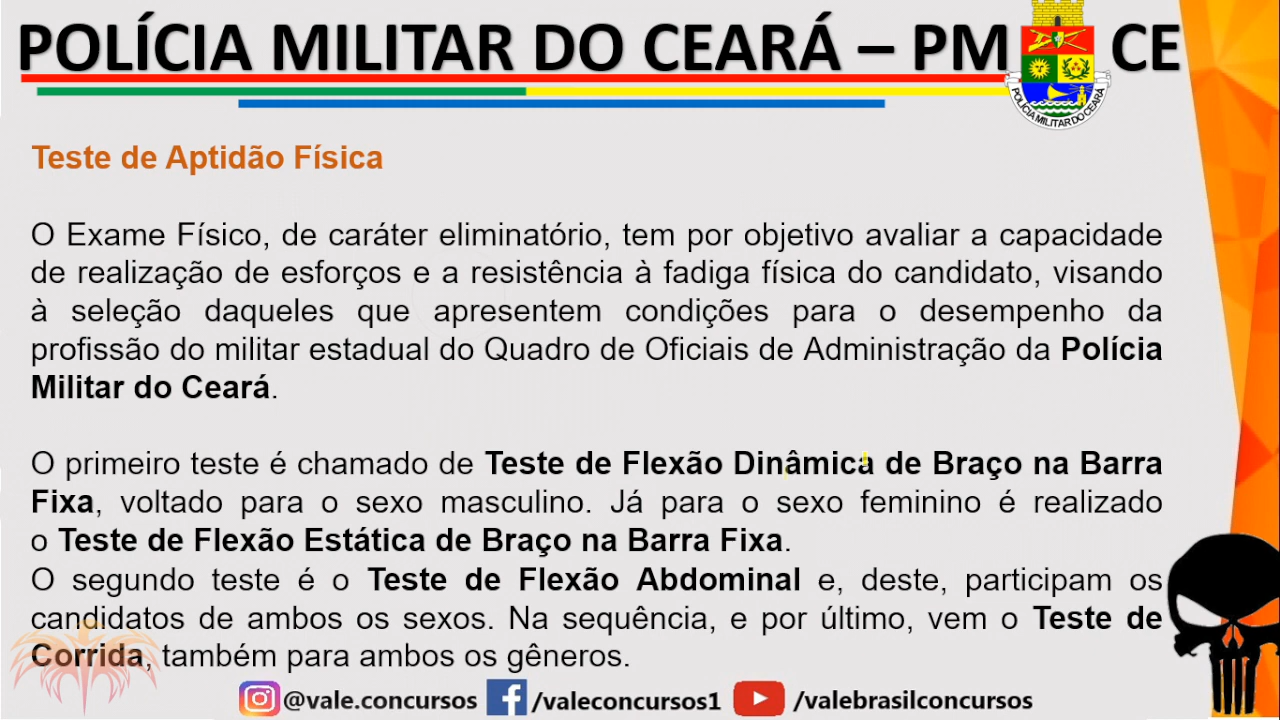 POLÍCIA MILITAR DO CEARÁ – PM CE
POLÍCIA MILITAR DO CEARÁ
Teste de Aptidão Física
O Exame Físico, de caráter eliminatório, tem por objetivo avaliar a capacidade
de realização de esforços e a resistência à fadiga física do candidato, visando
à seleção daqueles que apresentem condições para o desempenho da
profissão do militar estadual do Quadro de Oficiais de Administração da Polícia
Militar do Ceará.
O primeiro teste é chamado de Teste de Flexão Dinâmica de Braço na Barra
Fixa, voltado para o sexo masculino. Já para o sexo feminino é realizado
o Teste de Flexão Estática de Braço na Barra Fixa.
O segundo teste é o Teste de Flexão Abdominal e, deste, participam os
candidatos de ambos os sexos. Na sequência, e por último, vem o Teste de
Corrida, também para ambos os gêneros.
@vale.concursos /valeconcursos1 /valebrasilconcursos